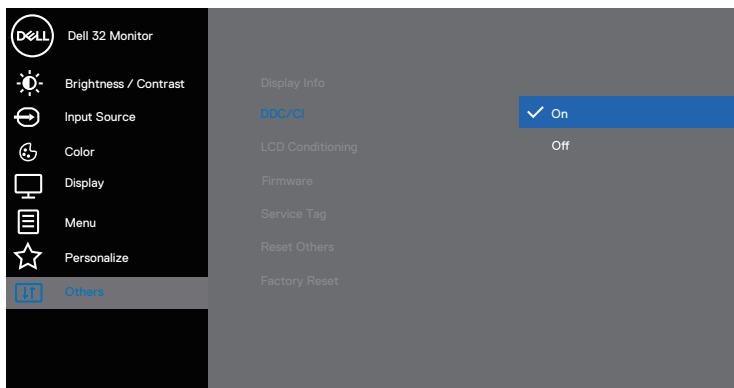 DELL
Dell 32 Monitor
Brightness / Contrast
Input Source
Color
Display
Menu
Personalize
Others
Display Info
DDC/CI
LCD Conditioning
Firmware
Service Tag
Reset Others
Factory Reset
On
Off